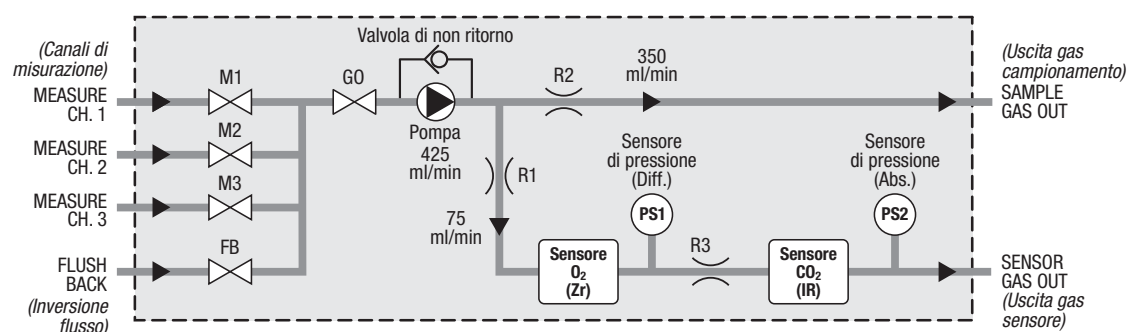 (Canali di
misurazione)
MEASURE
CH. 1
MEASURE
CH. 2
MEASURE
CH. 3
FLUSH
BACK
(Inversione
flusso)
M1
M2
M3
FB
GO
Valvola di non ritorno
Pompa
425
ml/min
R2
350
ml/min
R1
75
ml/min
Sensore
O₂
(Zr)
Sensore
di pressione
(Diff.)
PS1
R3
Sensore
CO₂
(IR)
Sensore
di pressione
(Abs.)
PS2
(Uscita gas
campionamento)
SAMPLE
GAS OUT
SENSOR
GAS OUT
(Uscita gas
sensore)